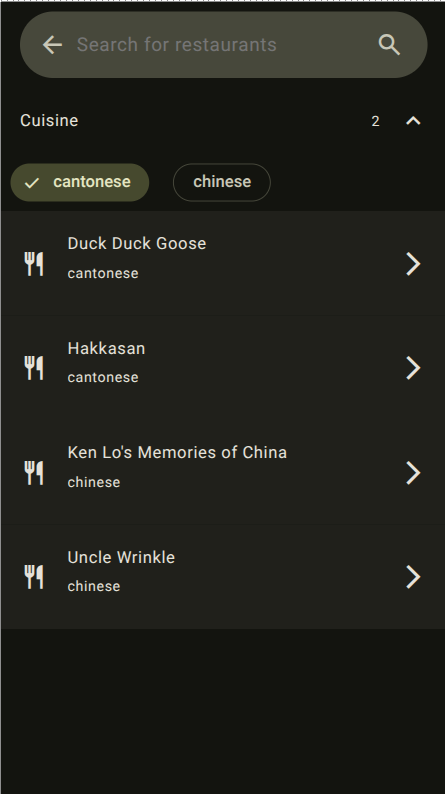 Search for restaurants
Cuisine 2
cantonese chinese
Duck Duck Goose
cantonese
Hakkasan
cantonese
Ken Lo's Memories of China
chinese
Uncle Wrinkle
chinese